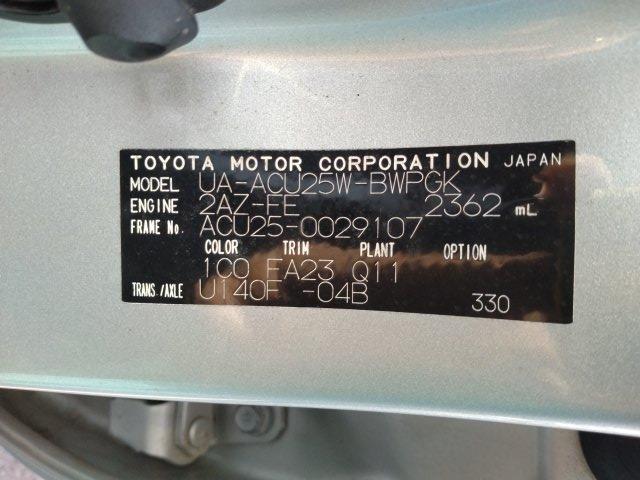 TOYOTA MOTOR CORPORATION JAPAN
MODEL UA-ACU25W-BWPGK
ENGINE 2AZ-FE 2362 mL
FRAME No. ACU25-0029107
COLOR TRIM PLANT OPTION
1C0 FA23 Q11
TRANS./AXLE U140F -04B 330